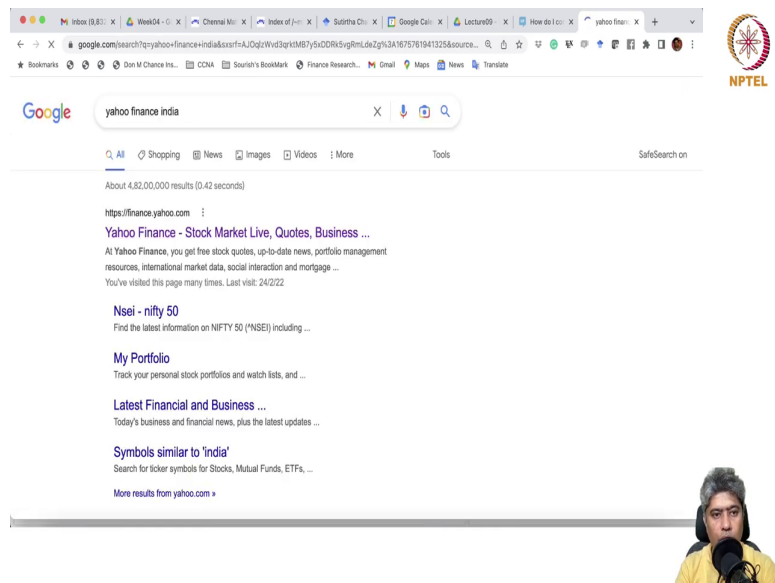 Inbox (9,83
Week04 - G
Chennai Ma
Index of /~
Sutirtha Cha
Google Cale
Lecture09 -
How do I co
yahoo financ
google.com/search?q=yahoo+finance+india&sxsrf=AJOqlzWvd3qrktMB7y5xDDRk5vgRmLdeZg%3A1675761941325&source...
Bookmarks
Don M Chance Ins...
CCNA
Sourish's BookMark
Finance Research...
Gmail
Maps
News
Translate
NPTEL
Google
yahoo finance india
All
Shopping
News
Images
Videos
More
Tools
SafeSearch on
About 4,82,00,000 results (0.42 seconds)
https://finance.yahoo.com
Yahoo Finance - Stock Market Live, Quotes, Business ...
At Yahoo Finance, you get free stock quotes, up-to-date news, portfolio management
resources, international market data, social interaction and mortgage ...
You've visited this page many times. Last visit: 24/2/22
Nsei - nifty 50
Find the latest information on NIFTY 50 (^NSEI) including ...
My Portfolio
Track your personal stock portfolios and watch lists, and ...
Latest Financial and Business ...
Today's business and financial news, plus the latest updates ...
Symbols similar to 'india'
Search for ticker symbols for Stocks, Mutual Funds, ETFs, ...
More results from yahoo.com »